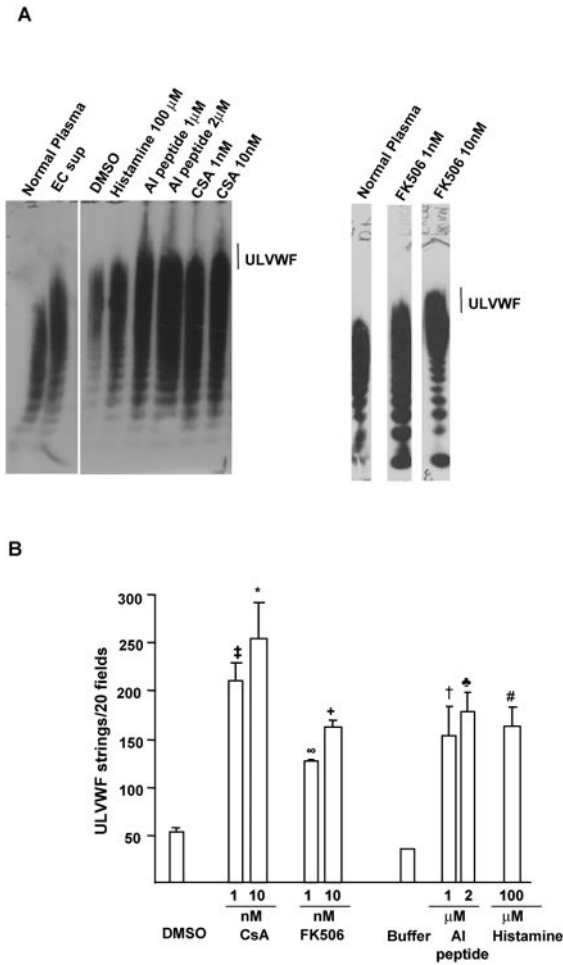 A
Normal Plasma
EC sup
DMSO
Histamine 100 μM
AI peptide 1μM
AI peptide 2μM
CSA 1nM
CSA 10nM
ULVWF
Normal Plasma
FK506 1nM
FK506 10nM
ULVWF
B
ULVWF strings/20 fields
300
250
200
150
100
50
‡
*
∞
+
†
♣
#
1 10 1 10 1 2 100
nM nM μM μM
DMSO CsA FK506 Buffer AI Histamine
peptide